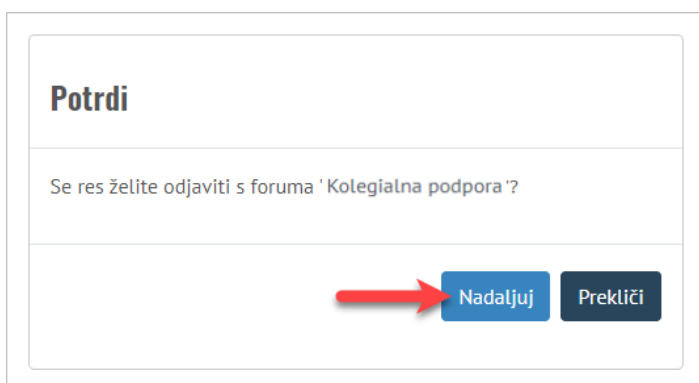 Potrdi
Se res želite odjaviti s foruma 'Kolegialna podpora'?
Nadaljuj Prekliči